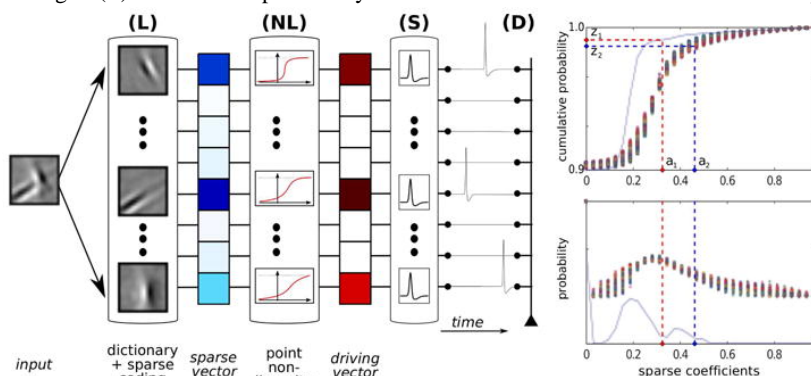 (L) (NL) (S) (D)
input
dictionary
+ sparse
sparse
vector
point
non-
driving
vector
time
cumulative probability
1.0
0.9
z1
z2
a1
a2
0 0.2 0.4 0.6 0.8
probability
0 0.2 0.4 0.6 0.8
sparse coefficients